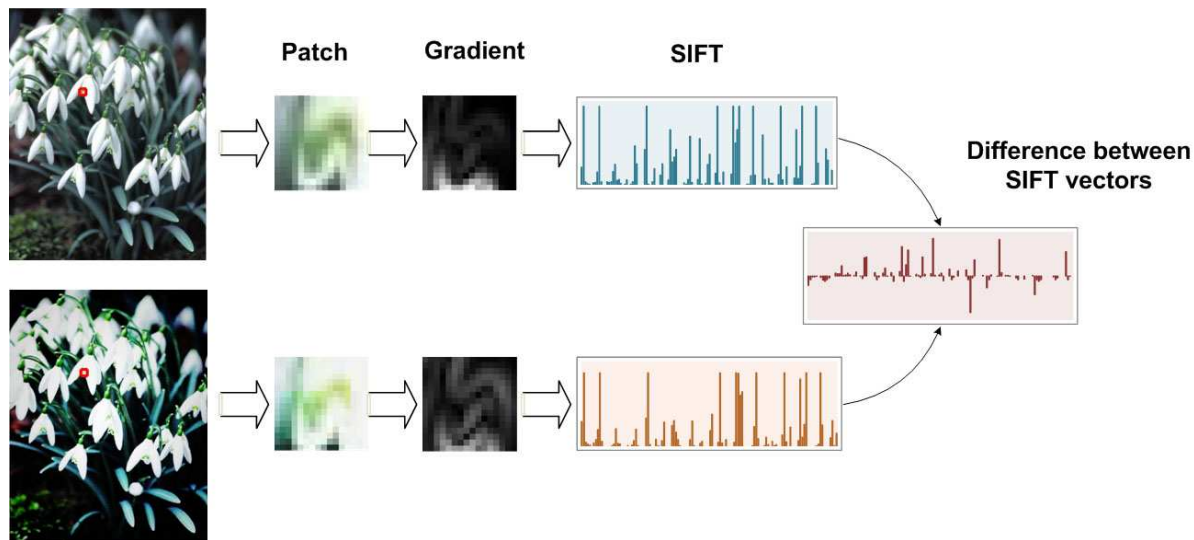 Patch
Gradient
SIFT
Difference between
SIFT vectors